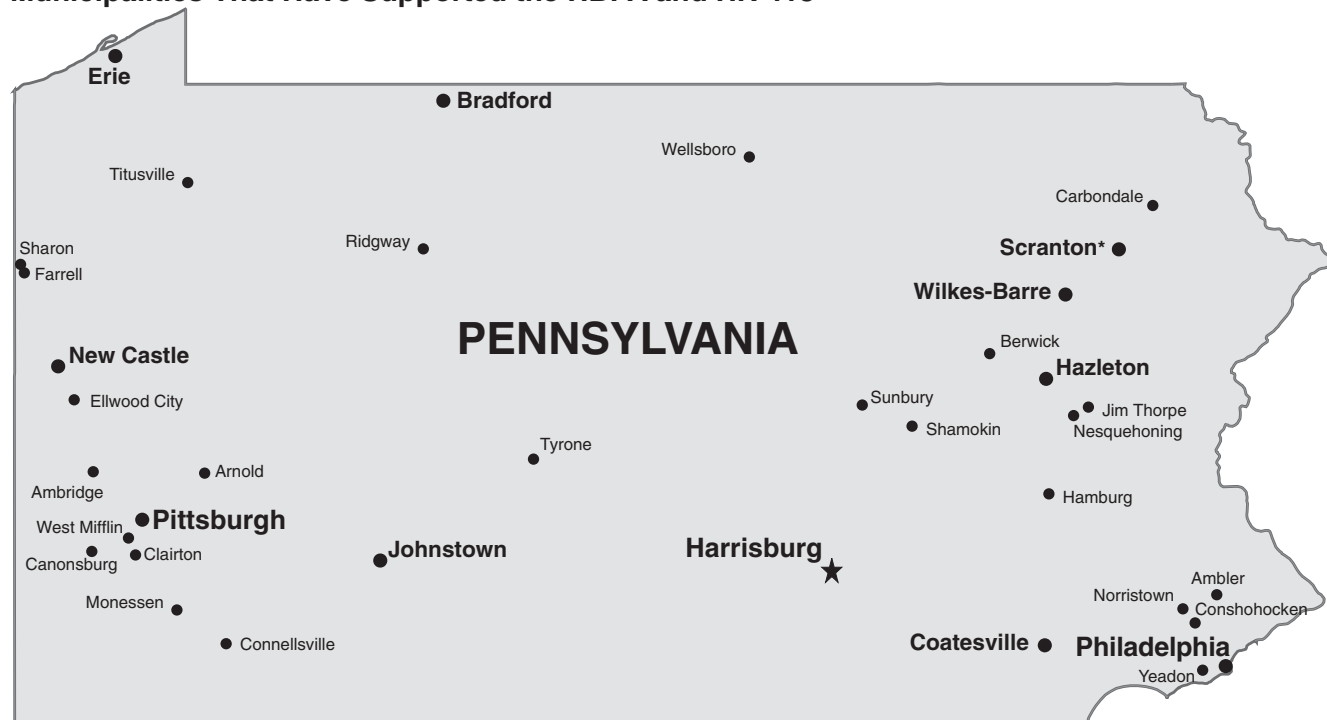 Erie
Bradford
Wellsboro
Titusville
Carbondale
Ridgway
Sharon
Scranton*
Farrell
Wilkes-Barre
PENNSYLVANIA
Berwick
New Castle
Hazleton
Ellwood City
Sunbury
Jim Thorpe
Shamokin
Nesquehoning
Tyrone
Arnold
Ambridge
Hamburg
Pittsburgh
West Mifflin
Johnstown
Harrisburg
Clairton
Canonsburg
Ambler
Norristown
Monessen
Conshohocken
Connellsville
Coatesville
Philadelphia
Yeadon